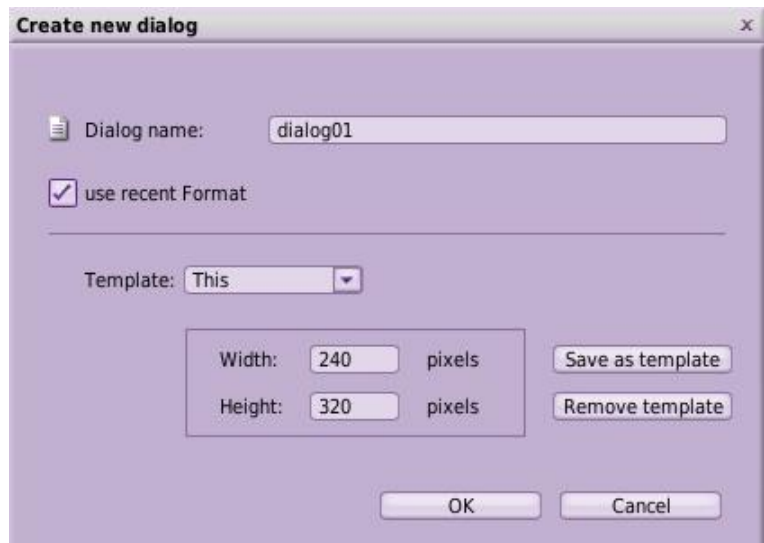 Create new dialog x
Dialog name: dialog01
use recent Format
Template: This
Width: 240 pixels Save as template
Height: 320 pixels Remove template
OK Cancel